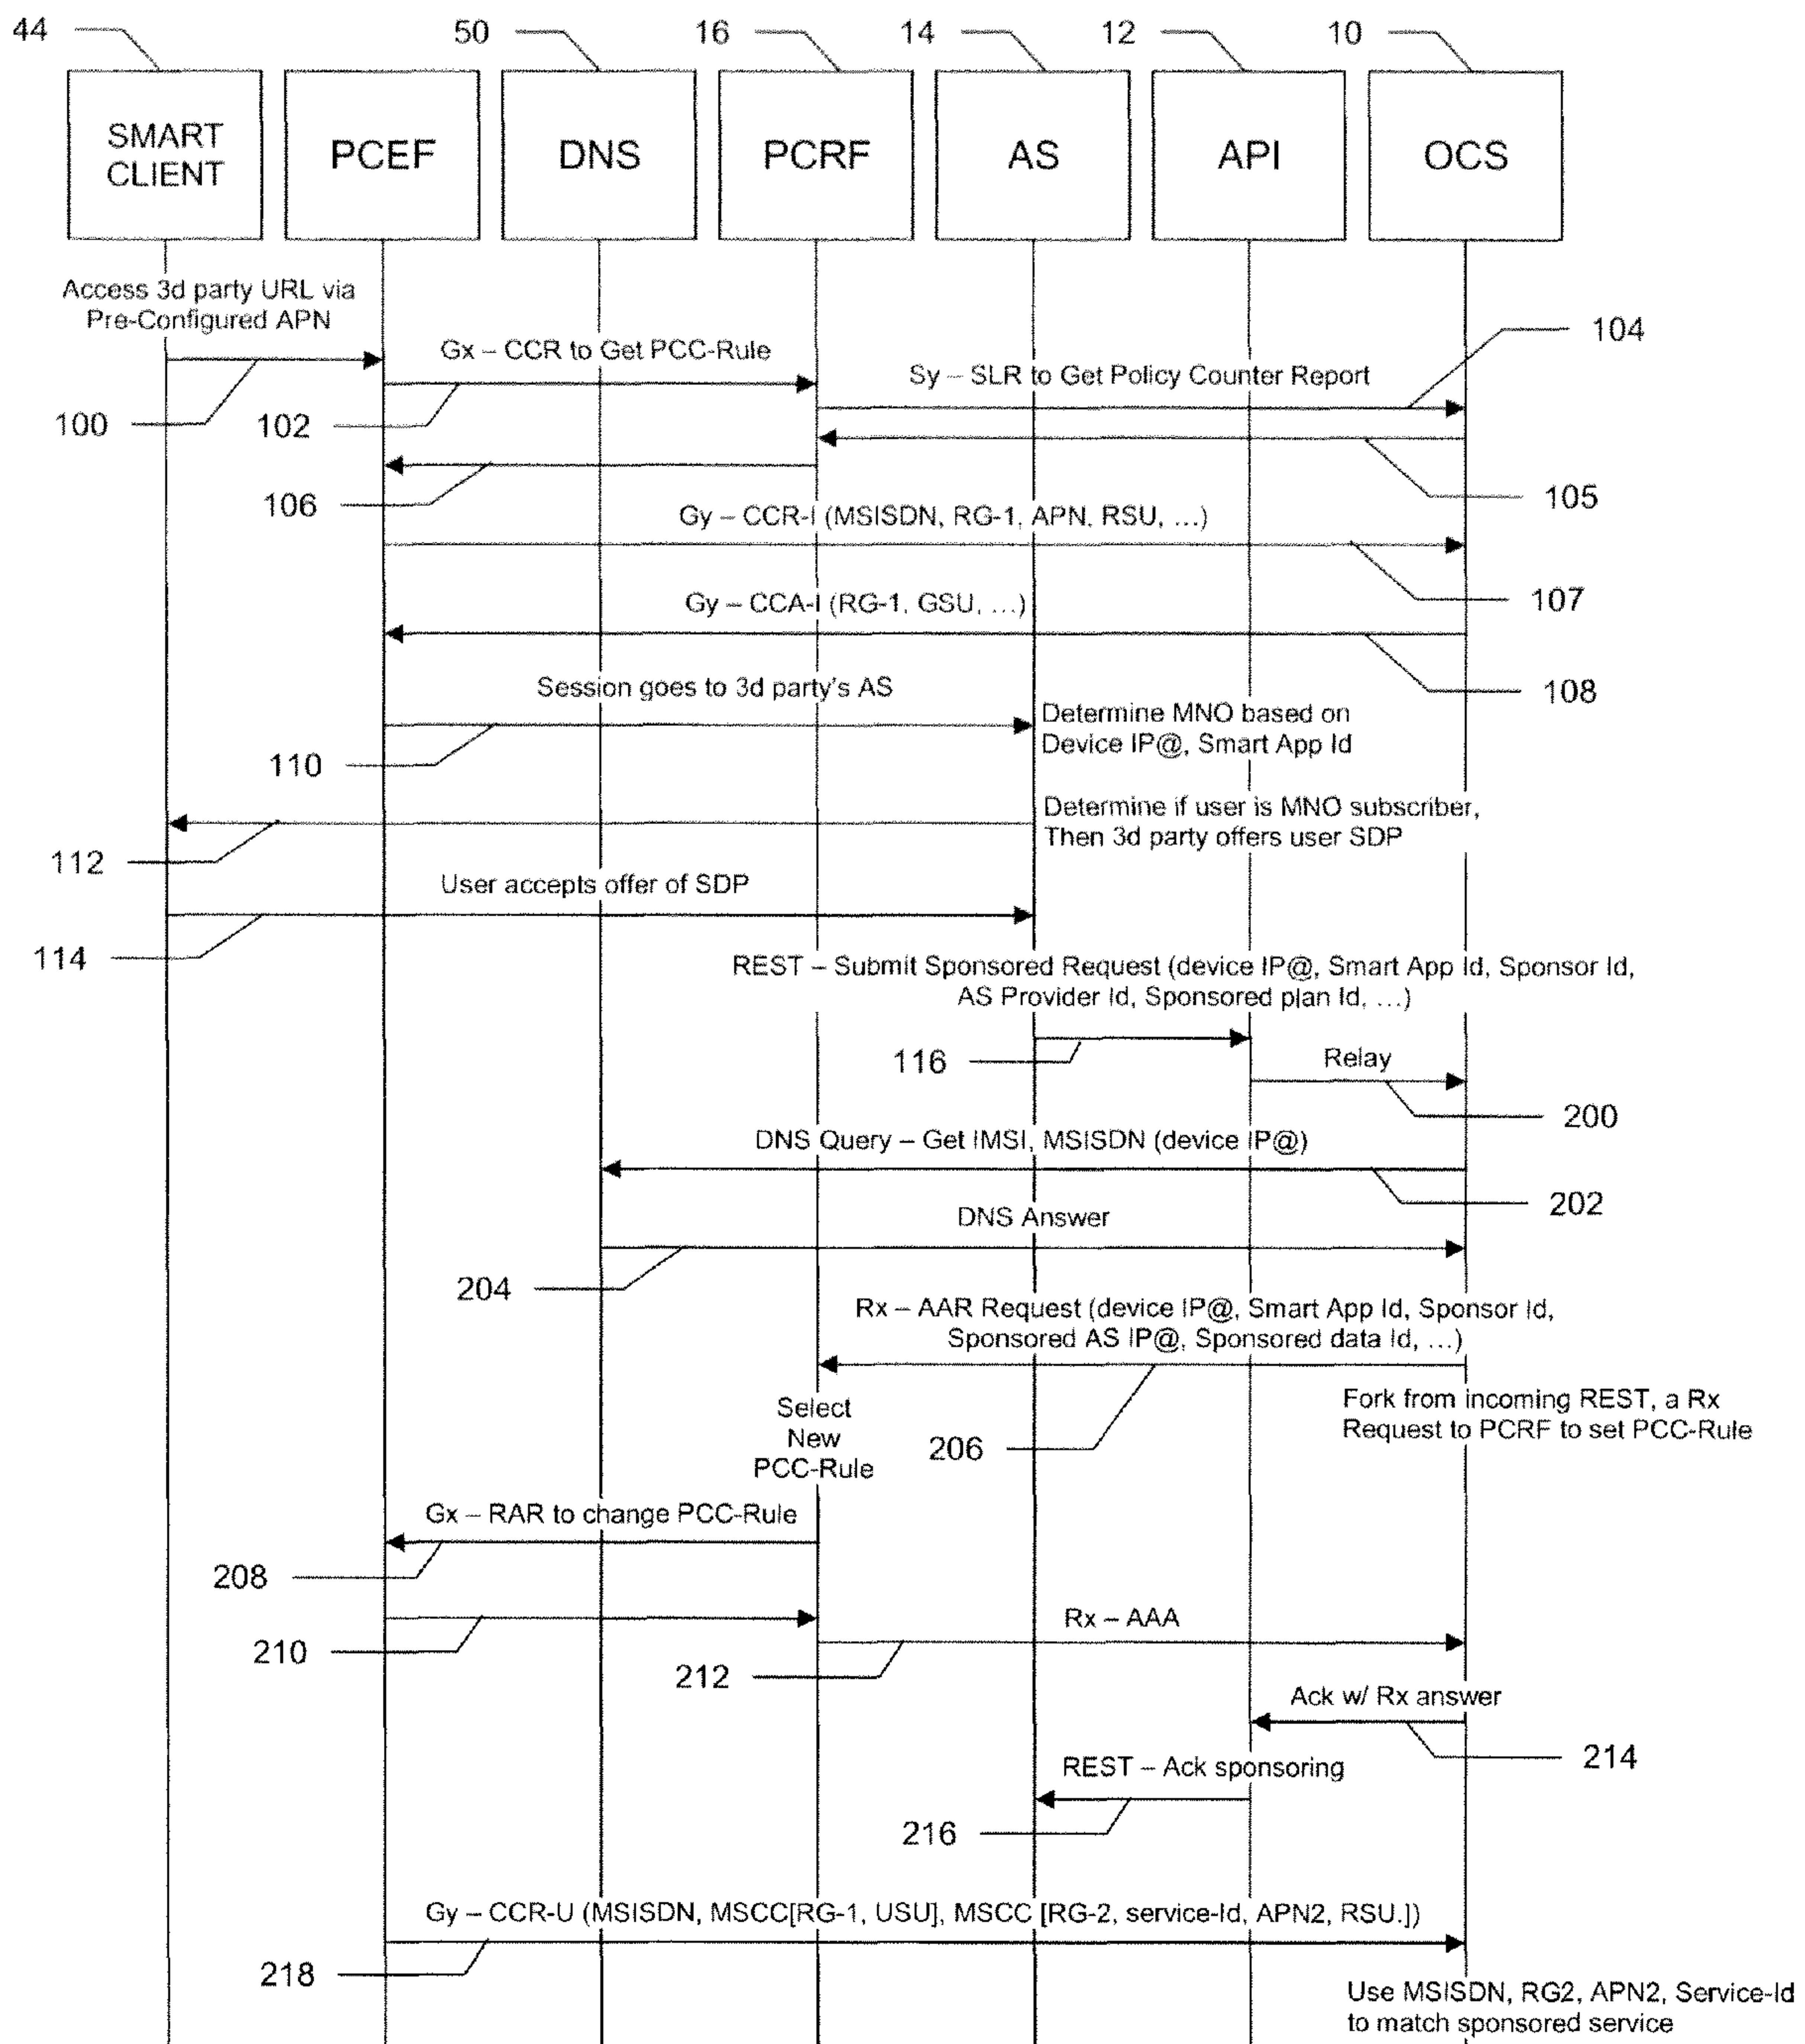 44
50
16
14
12
10
SMART
CLIENT
PCEF
DNS
PCRF
AS
API
OCS
Access 3d party URL via
Pre-Configured APN
Gx – CCR to Get PCC-Rule
104
Sy – SLR to Get Policy Counter Report
100
102
106
105
Gy – CCR-I (MSISDN, RG-1, APN, RSU, ...)
107
Gy – CCA-I (RG-1, GSU, ...)
108
Session goes to 3d party's AS
Determine MNO based on
Device IP@, Smart App Id
110
Determine if user is MNO subscriber,
Then 3d party offers user SDP
112
User accepts offer of SDP
114
REST – Submit Sponsored Request (device IP@, Smart App Id, Sponsor Id,
AS Provider Id, Sponsored plan Id, ...)
116
Relay
200
DNS Query – Get IMSI, MSISDN (device IP@)
202
DNS Answer
204
Rx – AAR Request (device IP@, Smart App Id, Sponsor Id,
Sponsored AS IP@, Sponsored data Id, ...)
Fork from incoming REST, a Rx
Request to PCRF to set PCC-Rule
206
Select
New
PCC-Rule
Gx – RAR to change PCC-Rule
208
210
Rx – AAA
212
Ack w/ Rx answer
214
REST – Ack sponsoring
216
Gy – CCR-U (MSISDN, MSCC[RG-1, USU], MSCC [RG-2, service-Id, APN2, RSU.])
218
Use MSISDN, RG2, APN2, Service-Id
to match sponsored service